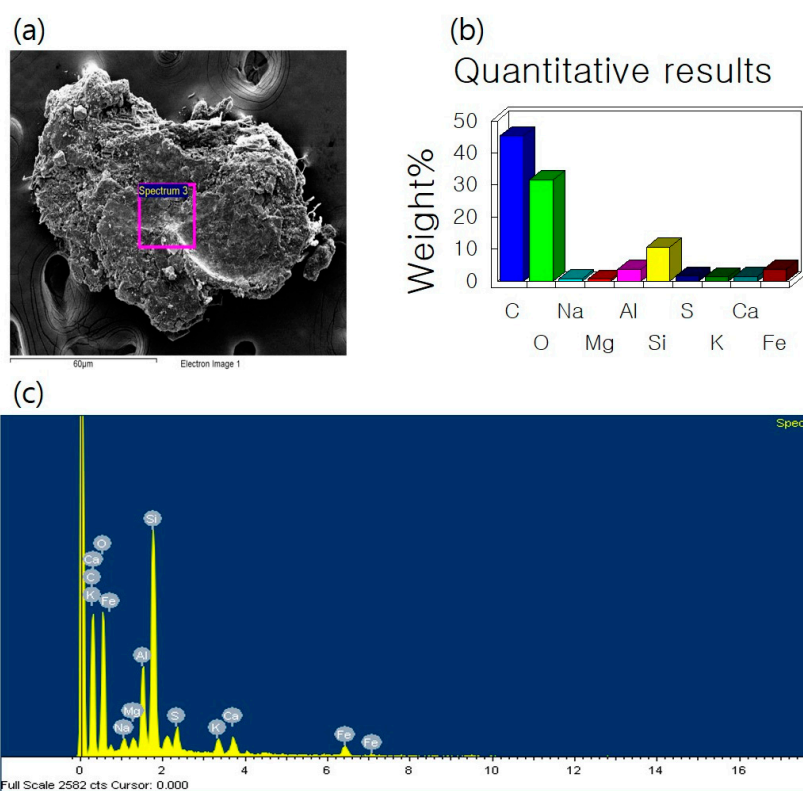 (a)
Spectrum 3
60µm Electron Image 1
(b)
Quantitative results
Weight%
50
40
30
20
10
0
C Na Al S Ca
O Mg Si K Fe
(c)
Spec
Si
O
Ca
C
K Fe
Al
Mg
Na
S
K
Ca
Fe
Fe
0 2 4 6 8 10 12 14 16
Full Scale 2582 cts Cursor: 0.000